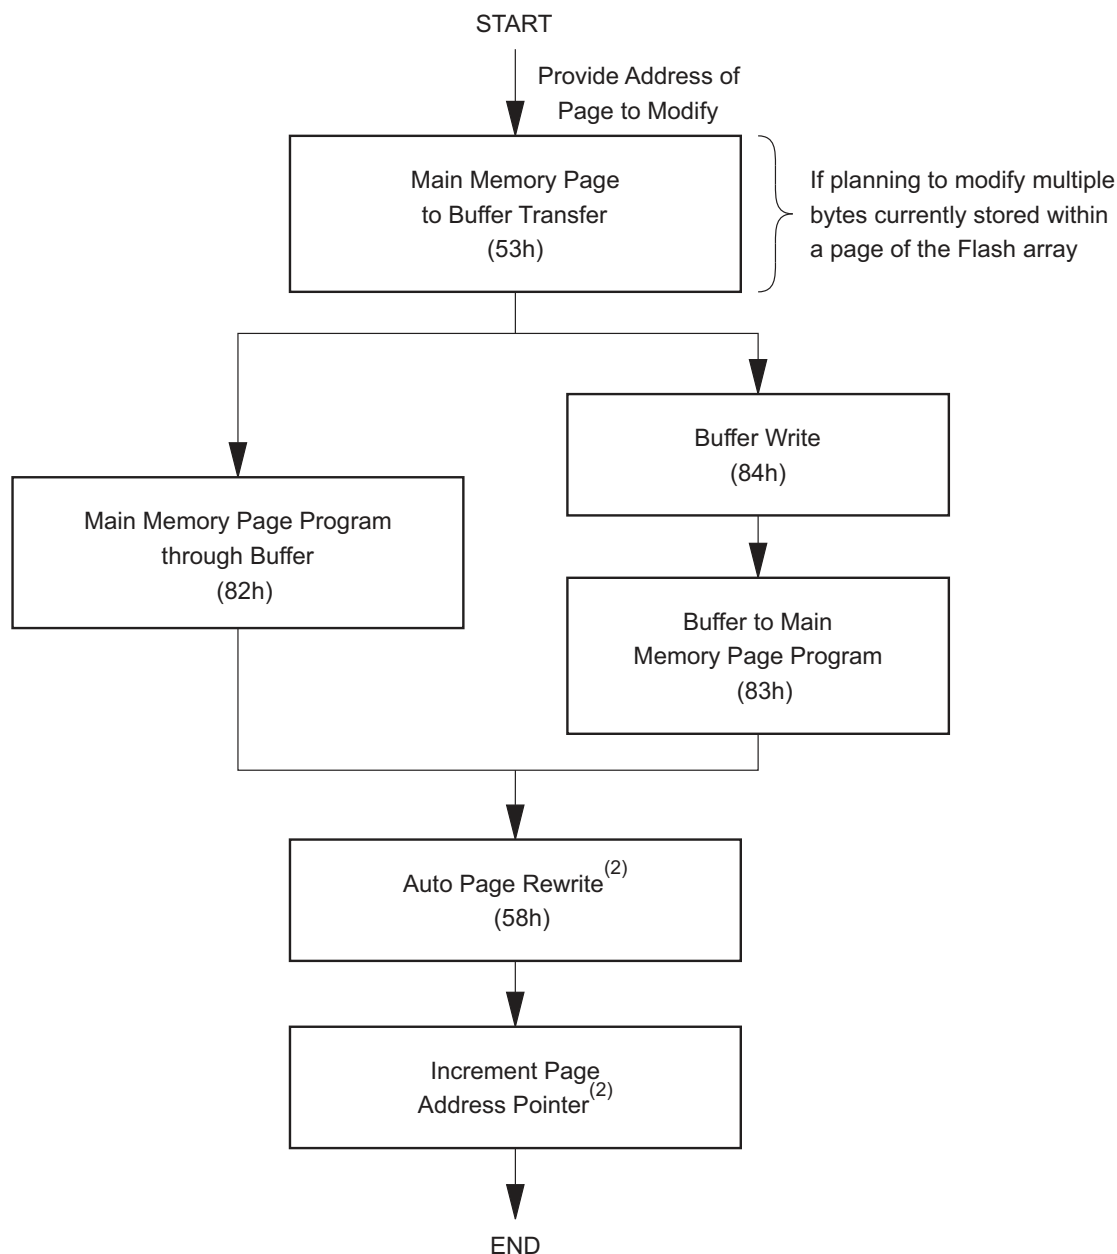 START
Provide Address of
Page to Modify
Main Memory Page
to Buffer Transfer
(53h)
If planning to modify multiple
bytes currently stored within
a page of the Flash array
Buffer Write
(84h)
Main Memory Page Program
through Buffer
(82h)
Buffer to Main
Memory Page Program
(83h)
Auto Page Rewrite(2)
(58h)
Increment Page
Address Pointer(2)
END